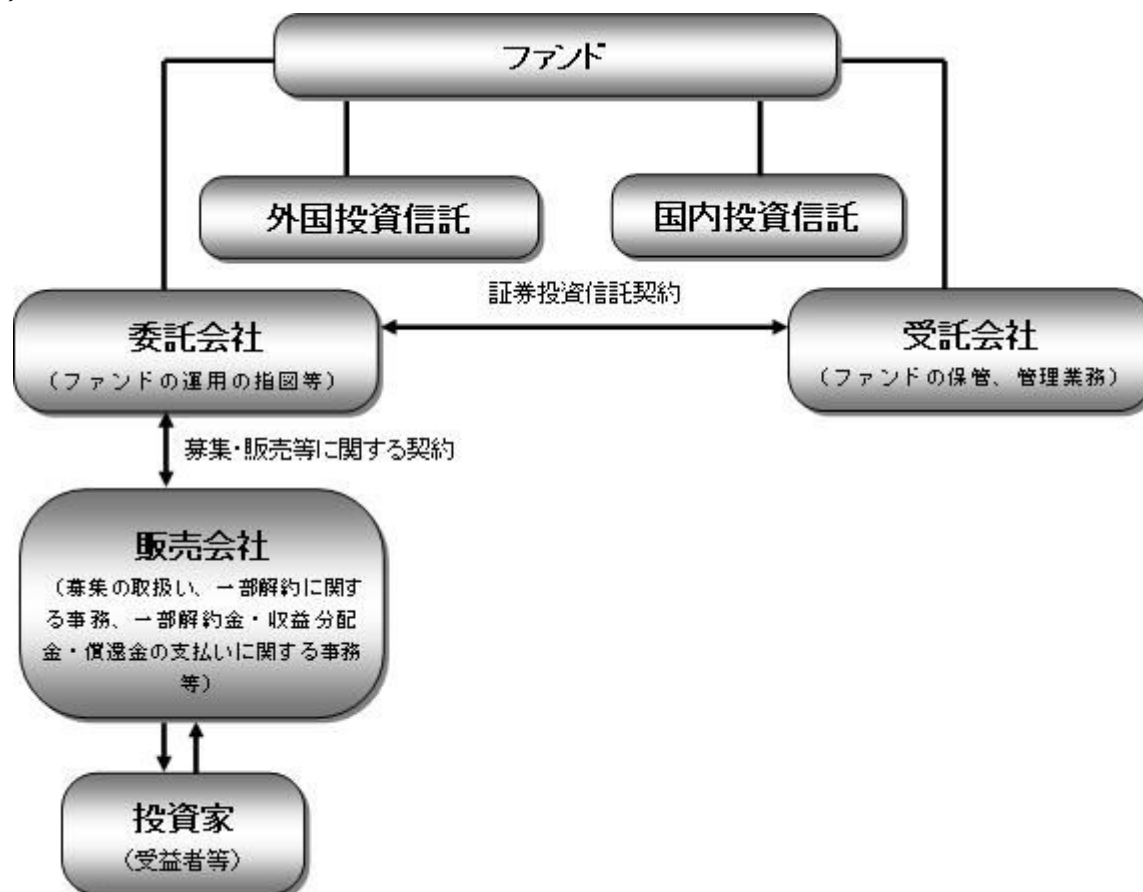 ファンド
外国投資信託
国内投資信託
証券投資信託契約
委託会社
（ファンドの運用の指図等）
受託会社
（ファンドの保管、管理業務）
募集・販売等に関する契約
販売会社
（募集の取扱い、一部解約に関す
る事務、一部解約金・収益分配
金・償還金の支払いに関する事務
等）
投資家
（受益者等）